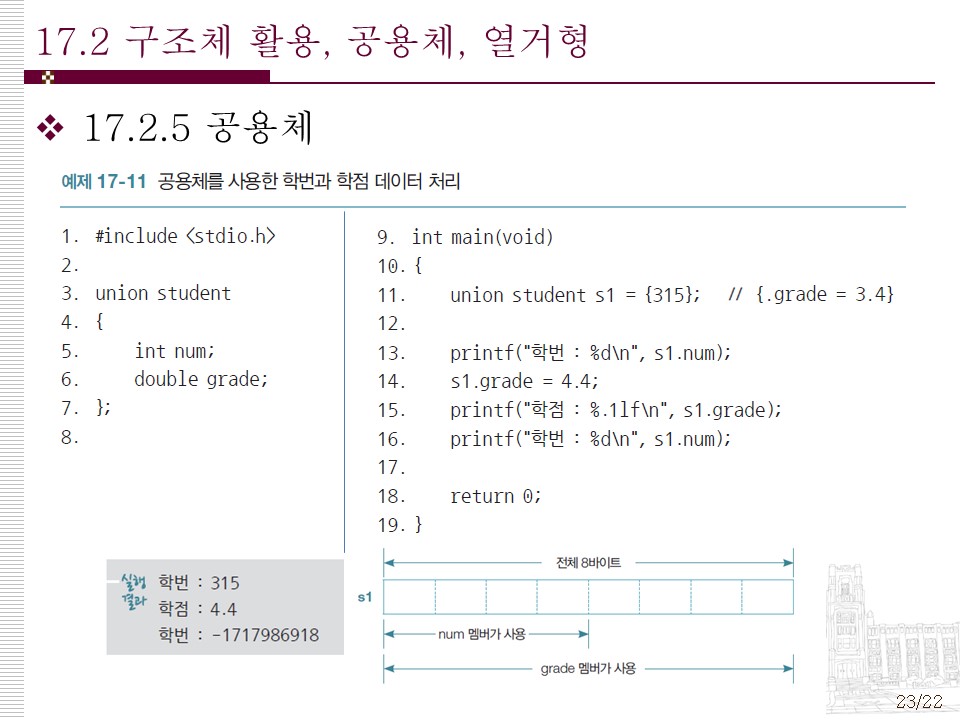 17.2 구조체 활용, 공용체, 열거형
17.2.5 공용체
예제 17-11 공용체를 사용한 학번과 학점 데이터 처리
1. #include <stdio.h>
2.
3. union student
4. {
5. int num;
6. double grade;
7. };
8.
9. int main(void)
10. {
11. union student s1 = {315}; // {.grade = 3.4}
12.
13. printf("학번 : %d\n", s1.num);
14. s1.grade = 4.4;
15. printf("학점 : %.1lf\n", s1.grade);
16. printf("학번 : %d\n", s1.num);
17.
18. return 0;
19. }
실행
결과
학번 : 315
학점 : 4.4
학번 : -1717986918
전체 8바이트
s1
num 멤버가 사용
grade 멤버가 사용
23/22